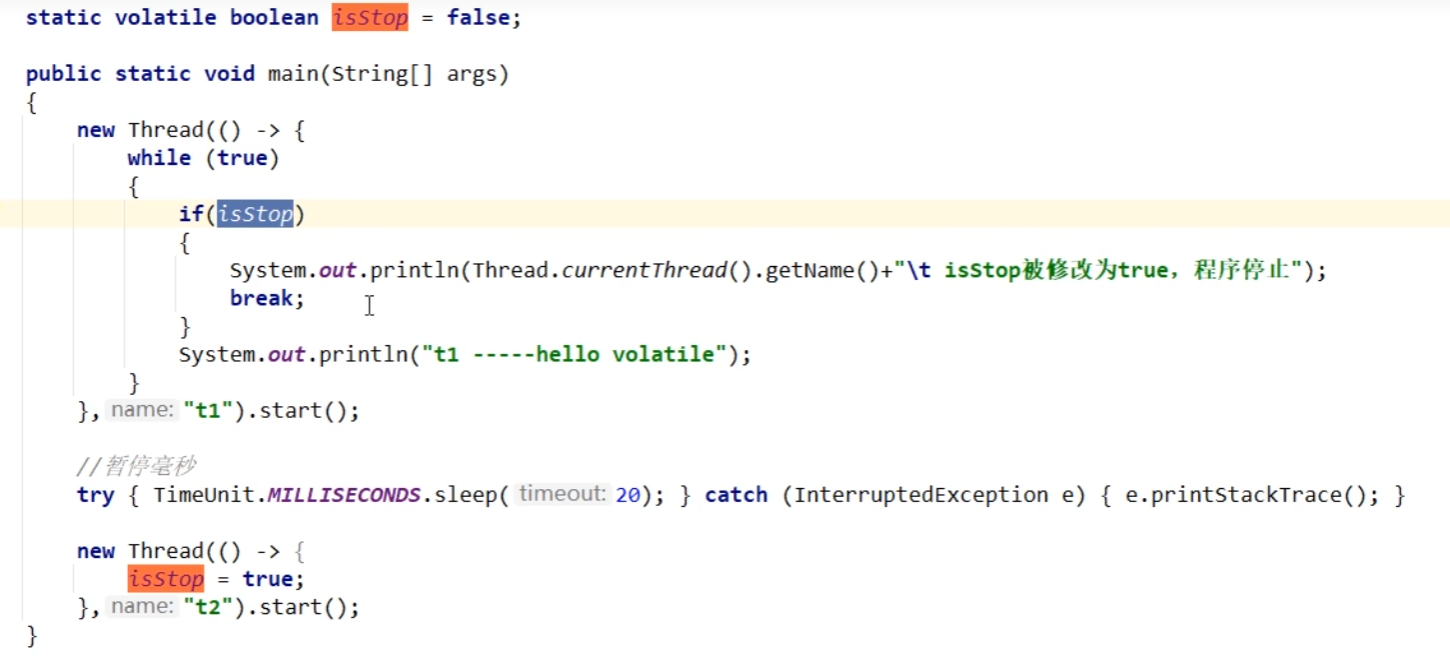 static volatile boolean isStop = false;
public static void main(String[] args)
{
new Thread(() -> {
while (true)
{
if(isStop)
{
System.out.println(Thread.currentThread().getName()+"\t isStop被修改为true，程序停止");
break;
}
System.out.println("t1 -----hello volatile");
}
}, name: "t1").start();
//暂停毫秒
try { TimeUnit.MILLISECONDS.sleep( timeout: 20); } catch (InterruptedException e) { e.printStackTrace(); }
new Thread(() -> {
isStop = true;
}, name: "t2").start();
}